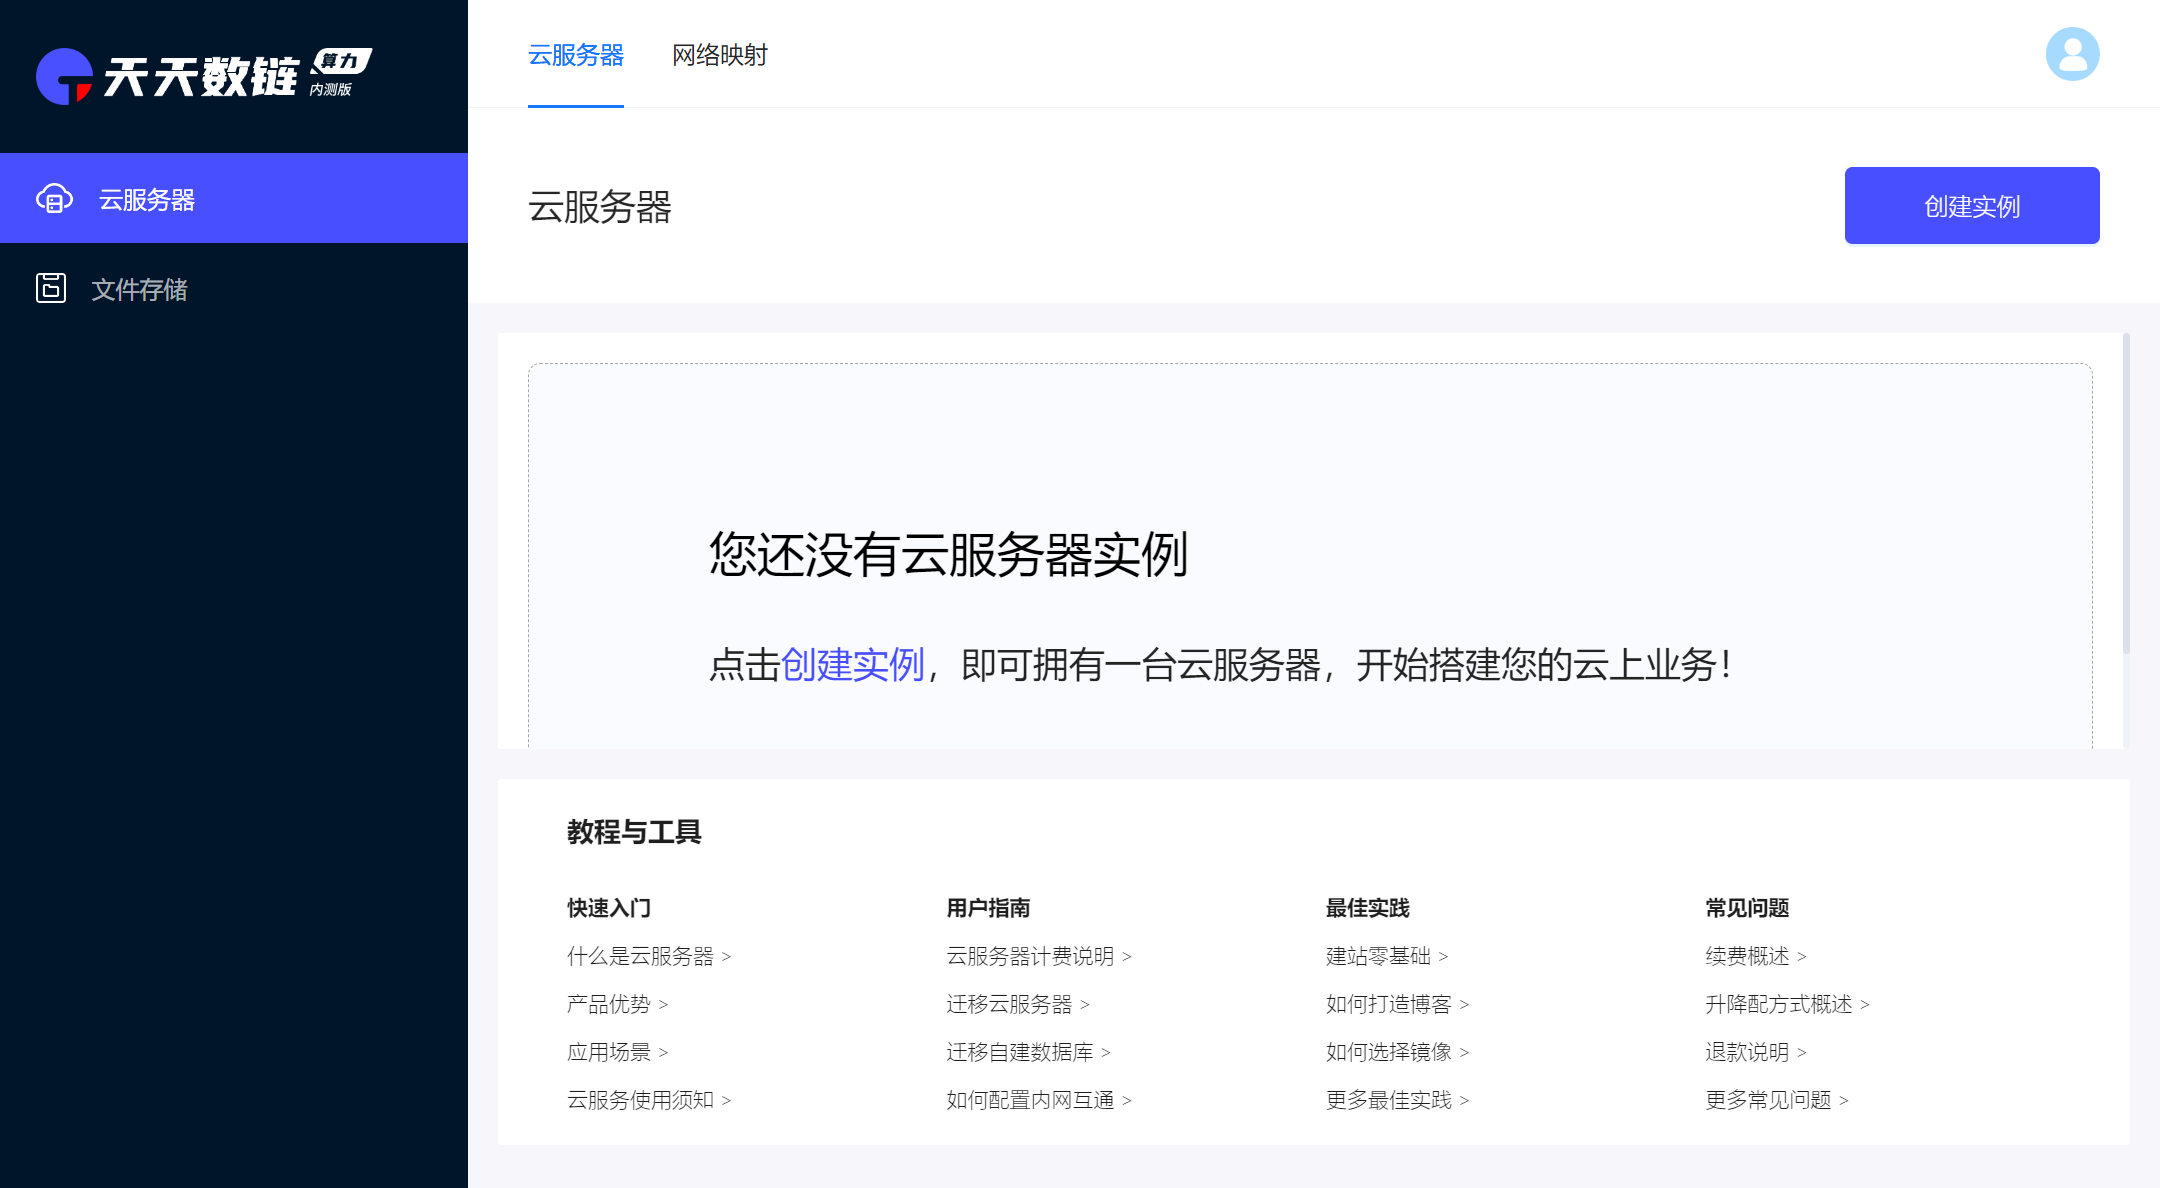 天天数链
算力
内测版
云服务器
文件存储
云服务器 网络映射
云服务器
创建实例
您还没有云服务器实例
点击创建实例，即可拥有一台云服务器，开始搭建您的云上业务！
教程与工具
快速入门
什么是云服务器 >
产品优势 >
应用场景 >
云服务使用须知 >
用户指南
云服务器计费说明 >
迁移云服务器 >
迁移自建数据库 >
如何配置内网互通 >
最佳实践
建站零基础 >
如何打造博客 >
如何选择镜像 >
更多最佳实践 >
常见问题
续费概述 >
升降配方式概述 >
退款说明 >
更多常见问题 >